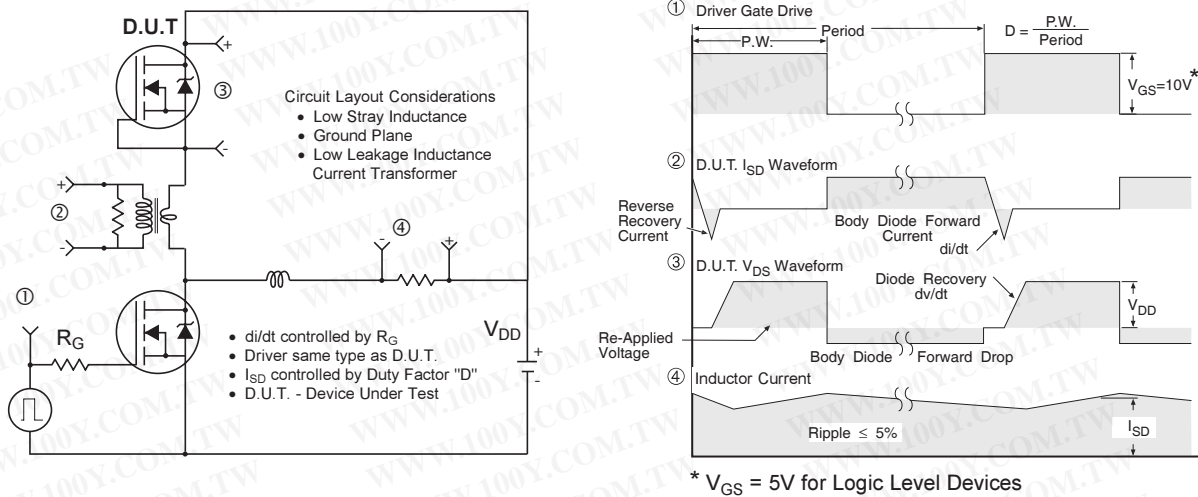 D.U.T
+
③
-
Circuit Layout Considerations
• Low Stray Inductance
• Ground Plane
• Low Leakage Inductance
Current Transformer
+
②
-
④
-
+
①
R_G
V_DD
+
-
• di/dt controlled by R_G
• Driver same type as D.U.T.
• I_SD controlled by Duty Factor "D"
• D.U.T. - Device Under Test
① Driver Gate Drive
P.W.
Period
D = P.W. / Period
V_GS=10V *
② D.U.T. I_SD Waveform
Reverse
Recovery
Current
Body Diode Forward
Current
di/dt
③ D.U.T. V_DS Waveform
Diode Recovery
dv/dt
V_DD
Re-Applied
Voltage
Body Diode
Forward Drop
④ Inductor Current
Ripple ≤ 5%
I_SD
* V_GS = 5V for Logic Level Devices
WWW.100Y.COM.TW